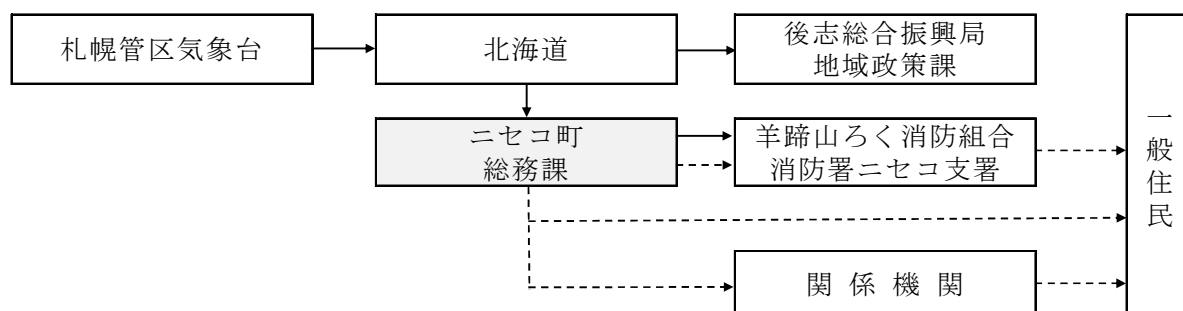 札幌管区気象台
北海道
後志総合振興局
地域政策課
ニセコ町
総務課
羊蹄山ろく消防組合
消防署ニセコ支署
関係機関
一般住民